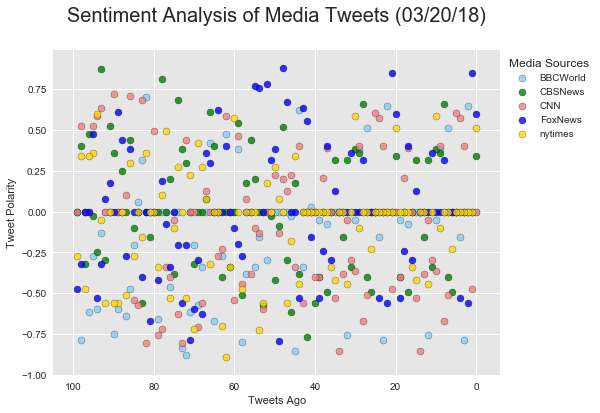 Sentiment Analysis of Media Tweets (03/20/18)
Media Sources
BBCWorld
CBSNews
CNN
FoxNews
nytimes
Tweet Polarity
0.75
0.50
0.25
0.00
−0.25
−0.50
−0.75
−1.00
100 80 60 40 20 0
Tweets Ago